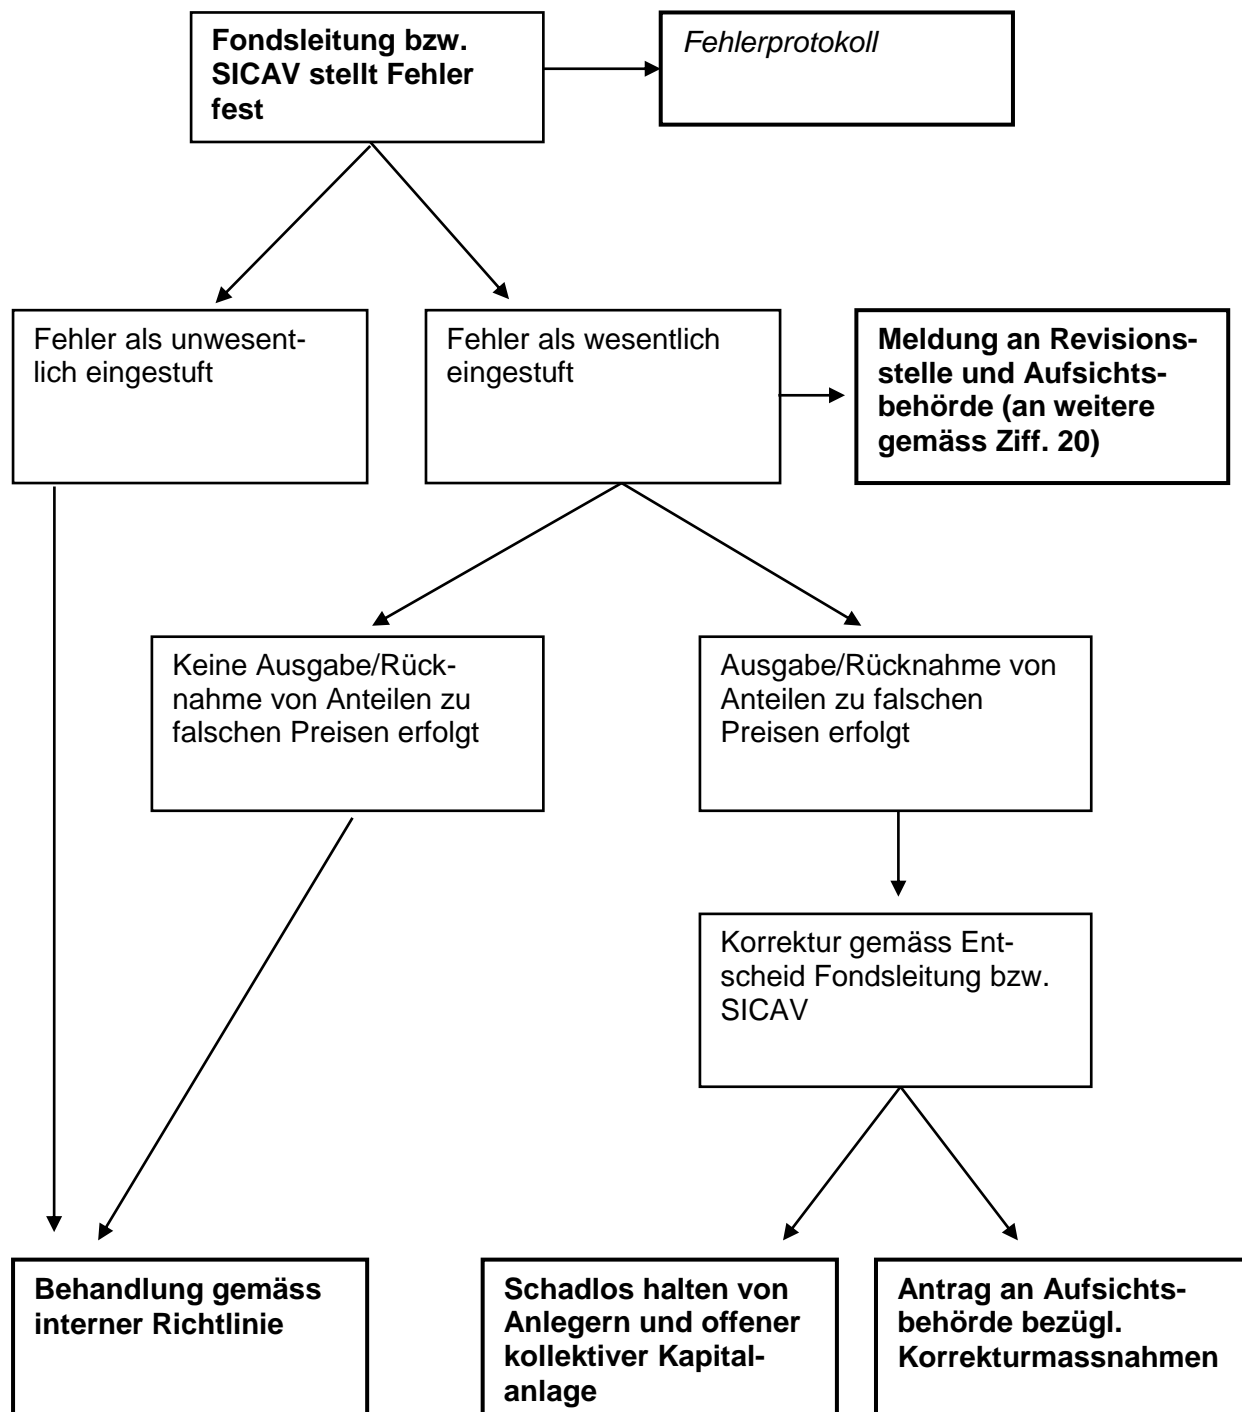 Fondsleitung bzw.
SICAV stellt Fehler
fest
Fehlerprotokoll
Fehler als unwesent-
lich eingestuft
Fehler als wesentlich
eingestuft
Meldung an Revisions-
stelle und Aufsichts-
behörde (an weitere
gemäss Ziff. 20)
Keine Ausgabe/Rück-
nahme von Anteilen zu
falschen Preisen erfolgt
Ausgabe/Rücknahme von
Anteilen zu falschen
Preisen erfolgt
Korrektur gemäss Ent-
scheid Fondsleitung bzw.
SICAV
Behandlung gemäss
interner Richtlinie
Schadlos halten von
Anlegern und offener
kollektiver Kapital-
anlage
Antrag an Aufsichts-
behörde bezügl.
Korrekturmassnahmen